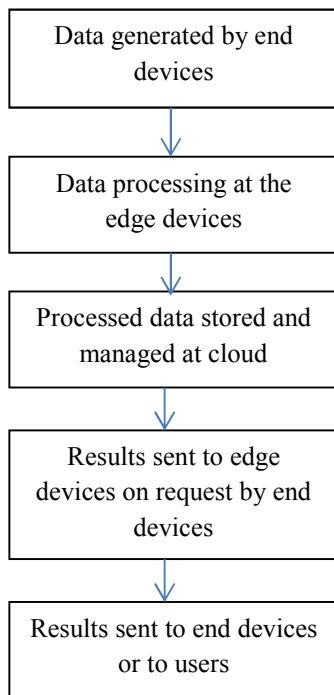 Data generated by end
devices
Data processing at the
edge devices
Processed data stored and
managed at cloud
Results sent to edge
devices on request by end
devices
Results sent to end devices
or to users